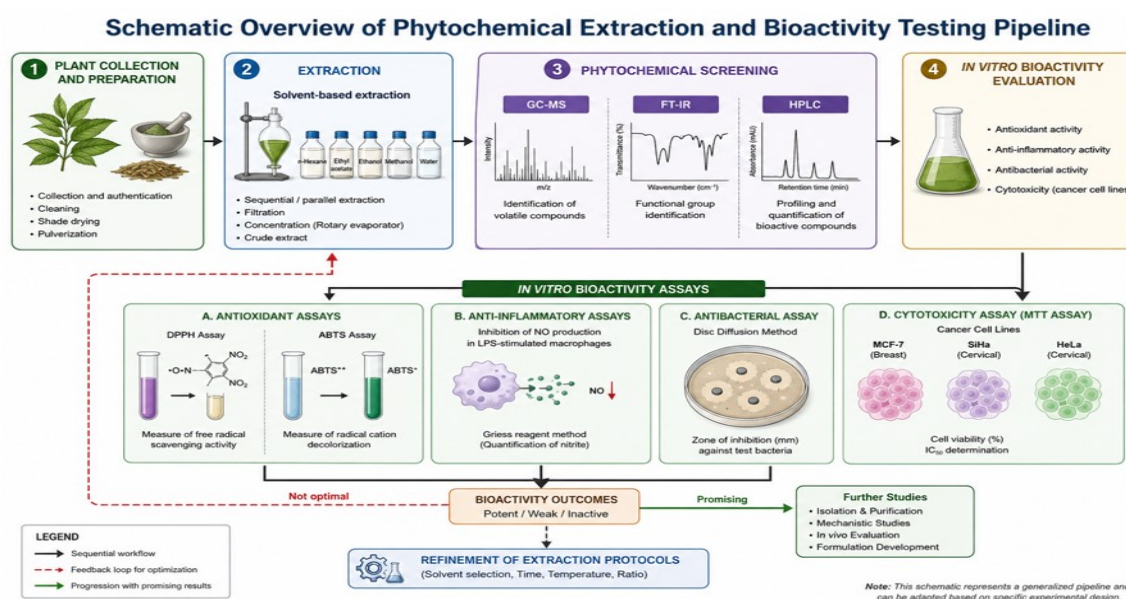 Schematic Overview of Phytochemical Extraction and Bioactivity Testing Pipeline
1 PLANT COLLECTION
AND PREPARATION
• Collection and authentication
• Cleaning
• Shade drying
• Pulverization
2 EXTRACTION
Solvent-based extraction
n-Hexane
Ethyl
acetate
Ethanol
Methanol
Water
• Sequential / parallel extraction
• Filtration
• Concentration (Rotary evaporator)
• Crude extract
3 PHYTOCHEMICAL SCREENING
GC-MS
Intensity
m/z
Identification of
volatile compounds
FT-IR
Transmittance (%)
Wavenumber (cm⁻¹)
Functional group
identification
HPLC
Absorbance (mAU)
Retention time (min)
Profiling and
quantification of
bioactive compounds
4 IN VITRO BIOACTIVITY
EVALUATION
• Antioxidant activity
• Anti-inflammatory activity
• Antibacterial activity
• Cytotoxicity (cancer cell lines
IN VITRO BIOACTIVITY ASSAYS
A. ANTIOXIDANT ASSAYS
DPPH Assay
•O•N
NO₂
NO₂
Measure of free radical
scavenging activity
ABTS Assay
ABTS•⁺
ABTS⁺
Measure of radical cation
decolorization
B. ANTI-INFLAMMATORY ASSAYS
Inhibition of NO production
in LPS-stimulated macrophages
NO
Griess reagent method
(Quantification of nitrite)
C. ANTIBACTERIAL ASSAY
Disc Diffusion Method
Zone of inhibition (mm)
against test bacteria
D. CYTOTOXICITY ASSAY (MTT ASSAY)
Cancer Cell Lines
MCF-7
(Breast)
SiHa
(Cervical)
HeLa
(Cervical)
Cell viability (%)
IC₅₀ determination
Not optimal
BIOACTIVITY OUTCOMES
Potent / Weak / Inactive
Promising
Further Studies
• Isolation & Purification
• Mechanistic Studies
• In vivo Evaluation
• Formulation Development
REFINEMENT OF EXTRACTION PROTOCOLS
(Solvent selection, Time, Temperature, Ratio)
LEGEND
Sequential workflow
Feedback loop for optimization
Progression with promising results
Note: This schematic represents a generalized pipeline and
can be adapted based on specific experimental design.